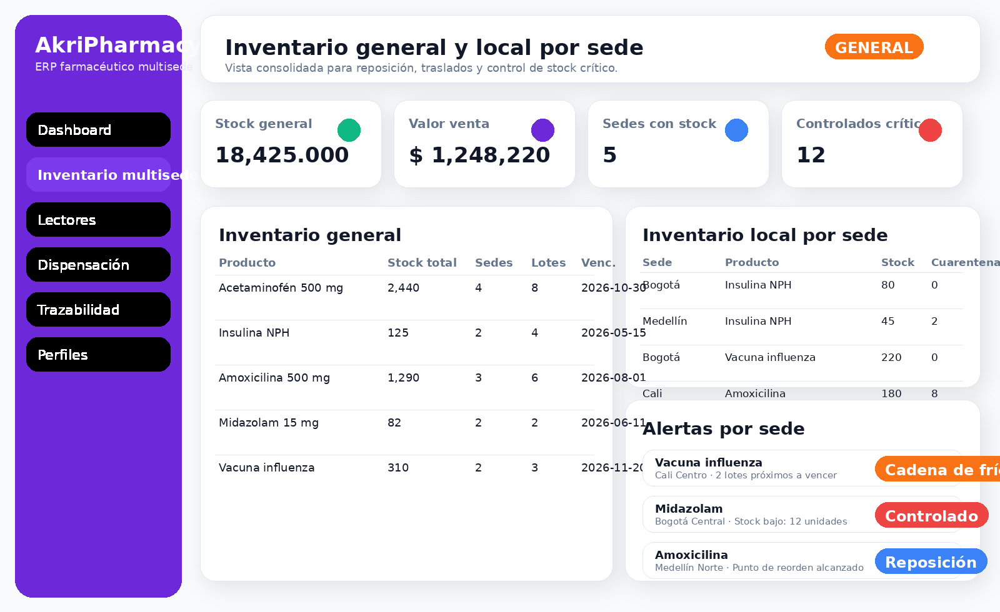 AkriPharmacy
ERP farmacéutico multisede
Dashboard
Inventario multisede
Lectores
Dispensación
Trazabilidad
Perfiles
Inventario general y local por sede
Vista consolidada para reposición, traslados y control de stock crítico.
GENERAL
Stock general
18,425.000
Valor venta
$ 1,248,220
Sedes con stock
5
Controlados crític
12
Inventario general
Producto Stock total Sedes Lotes Venc.
Acetaminofén 500 mg 2,440 4 8 2026-10-30
Insulina NPH 125 2 4 2026-05-15
Amoxicilina 500 mg 1,290 3 6 2026-08-01
Midazolam 15 mg 82 2 2 2026-06-11
Vacuna influenza 310 2 3 2026-11-20
Inventario local por sede
Sede Producto Stock Cuarentena
Bogotá Insulina NPH 80 0
Medellín Insulina NPH 45 2
Bogotá Vacuna influenza 220 0
Cali Amoxicilina 180 8
Alertas por sede
Vacuna influenza
Cali Centro · 2 lotes próximos a vencer
Cadena de frío
Midazolam
Bogotá Central · Stock bajo: 12 unidades
Controlado
Amoxicilina
Medellín Norte · Punto de reorden alcanzado
Reposición